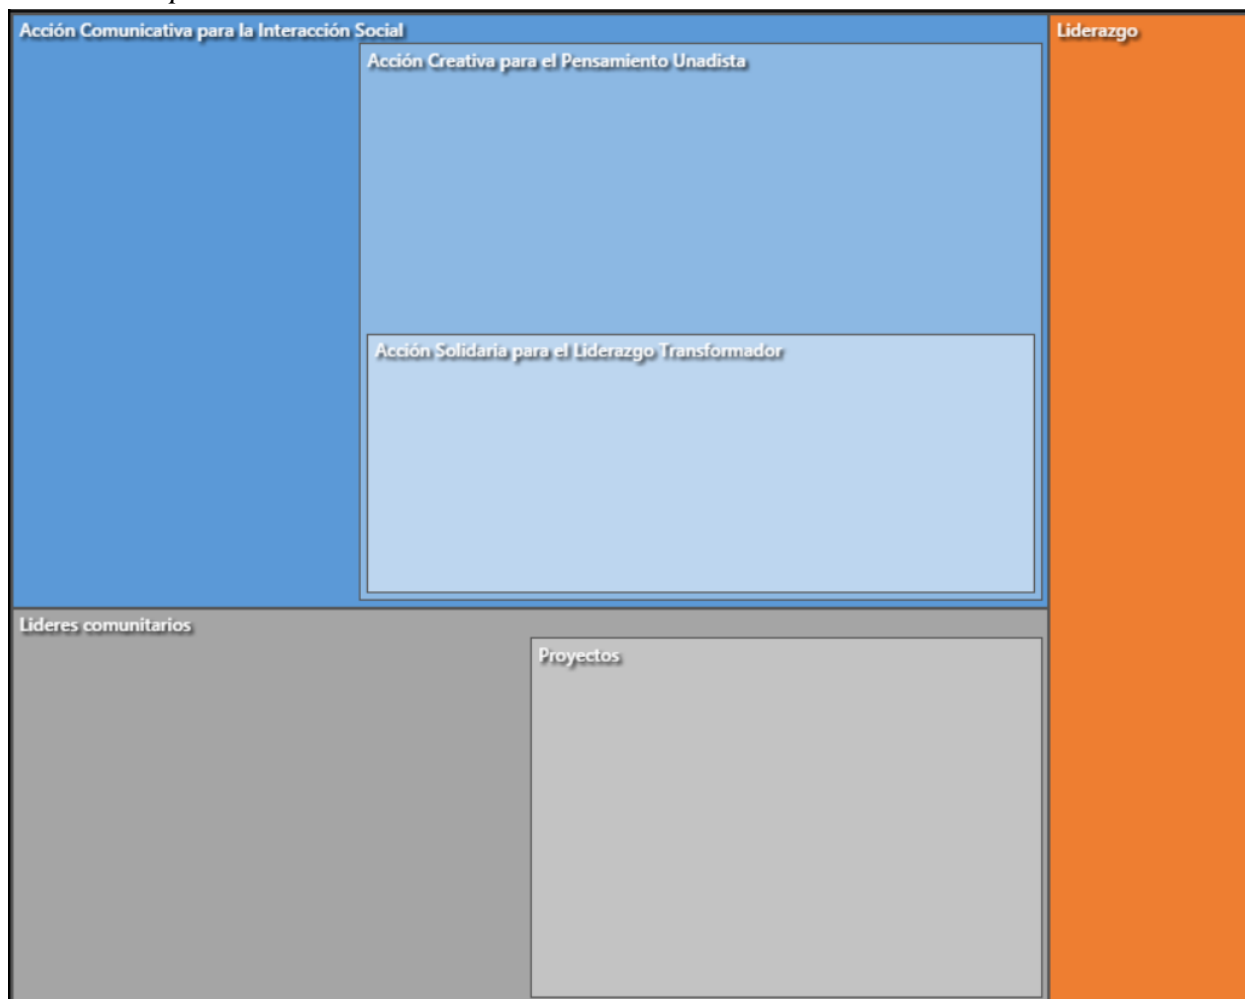 Acción Comunicativa para la Interacción Social
Liderazgo
Acción Creativa para el Pensamiento Unadista
Acción Solidaria para el Liderazgo Transformador
Lideres comunitarios
Proyectos